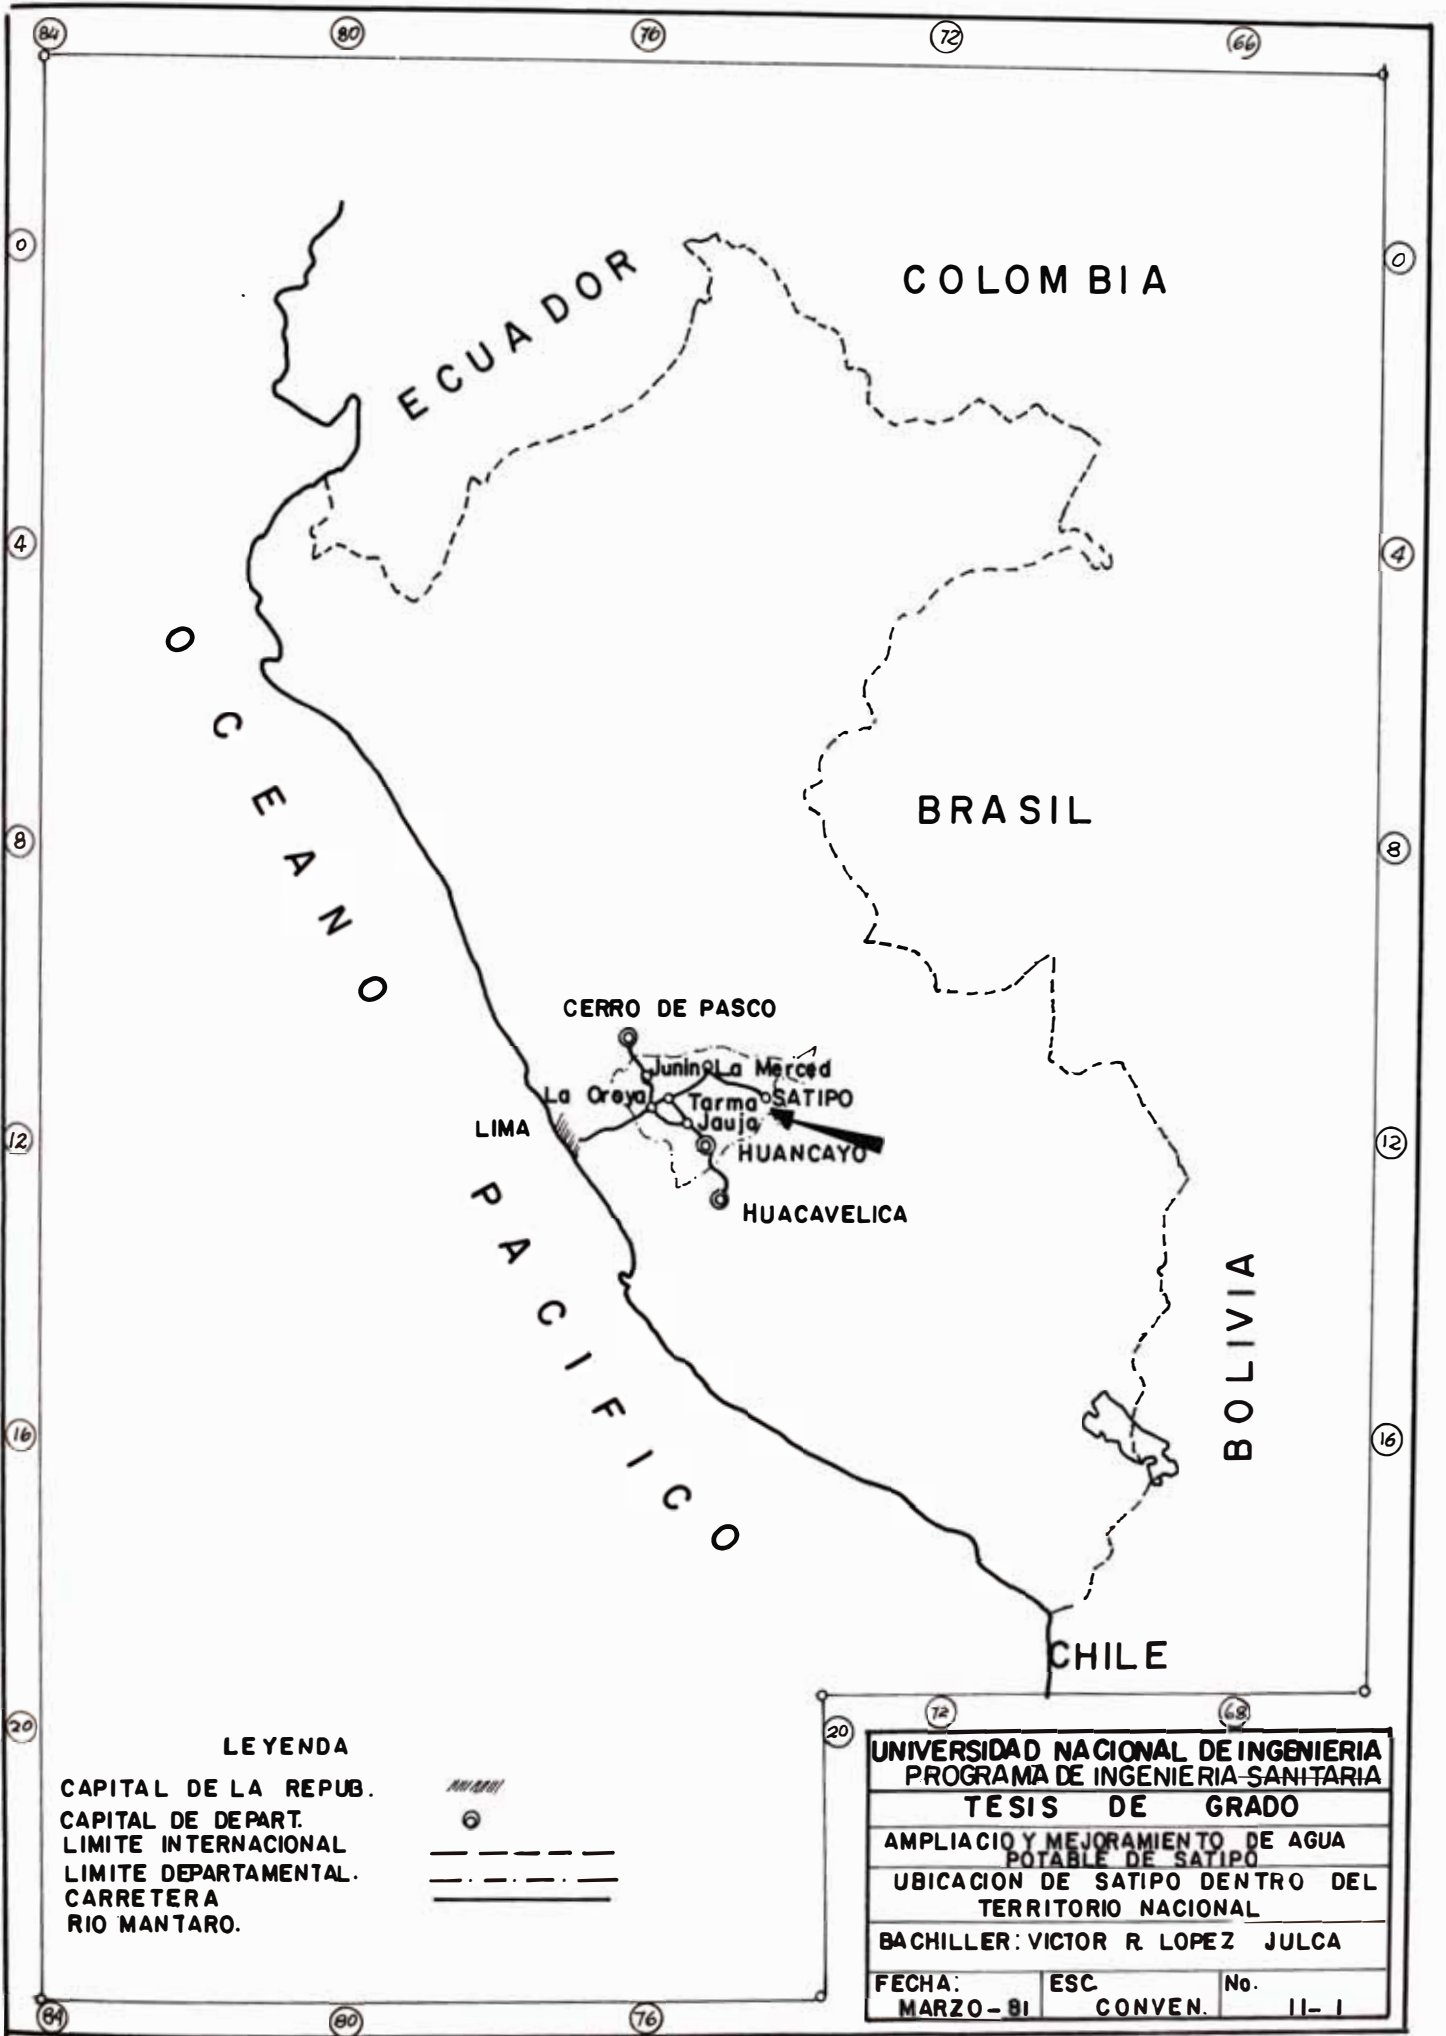 84 80 76 72 66
0 0
ECUADOR
COLOMBIA
4 4
OCEANO PACIFICO
BRASIL
8 8
CERRO DE PASCO
Junin La Merced
La Oroya Tarma SATIPO
Jauja
LIMA
12 12
HUANCAYO
HUACAVELICA
BOLIVIA
16 16
CHILE
20 20 72 68
LEYENDA
CAPITAL DE LA REPUB.
CAPITAL DE DEPART.
LIMITE INTERNACIONAL
LIMITE DEPARTAMENTAL.
CARRETERA
RIO MANTARO.
84 80 76
UNIVERSIDAD NACIONAL DE INGENIERIA
PROGRAMA DE INGENIERIA SANITARIA
TESIS DE GRADO
AMPLIACIO Y MEJORAMIENTO DE AGUA
POTABLE DE SATIPO
UBICACION DE SATIPO DENTRO DEL
TERRITORIO NACIONAL
BACHILLER: VICTOR R. LOPEZ JULCA
FECHA: ESC. No.
MARZO-81 CONVEN. II-1